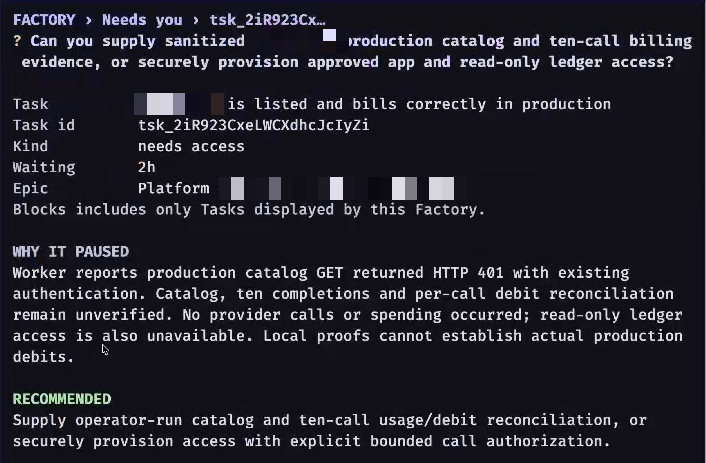 FACTORY › Needs you › tsk_2iR923Cx…
? Can you supply sanitized production catalog and ten-call billing
evidence, or securely provision approved app and read-only ledger access?
Task is listed and bills correctly in production
Task id tsk_2iR923CxeLWCXdhcJcIyZi
Kind needs access
Waiting 2h
Epic Platform
Blocks includes only Tasks displayed by this Factory.
WHY IT PAUSED
Worker reports production catalog GET returned HTTP 401 with existing
authentication. Catalog, ten completions and per-call debit reconciliation
remain unverified. No provider calls or spending occurred; read-only ledger
access is also unavailable. Local proofs cannot establish actual production
debits.
RECOMMENDED
Supply operator-run catalog and ten-call usage/debit reconciliation, or
securely provision access with explicit bounded call authorization.